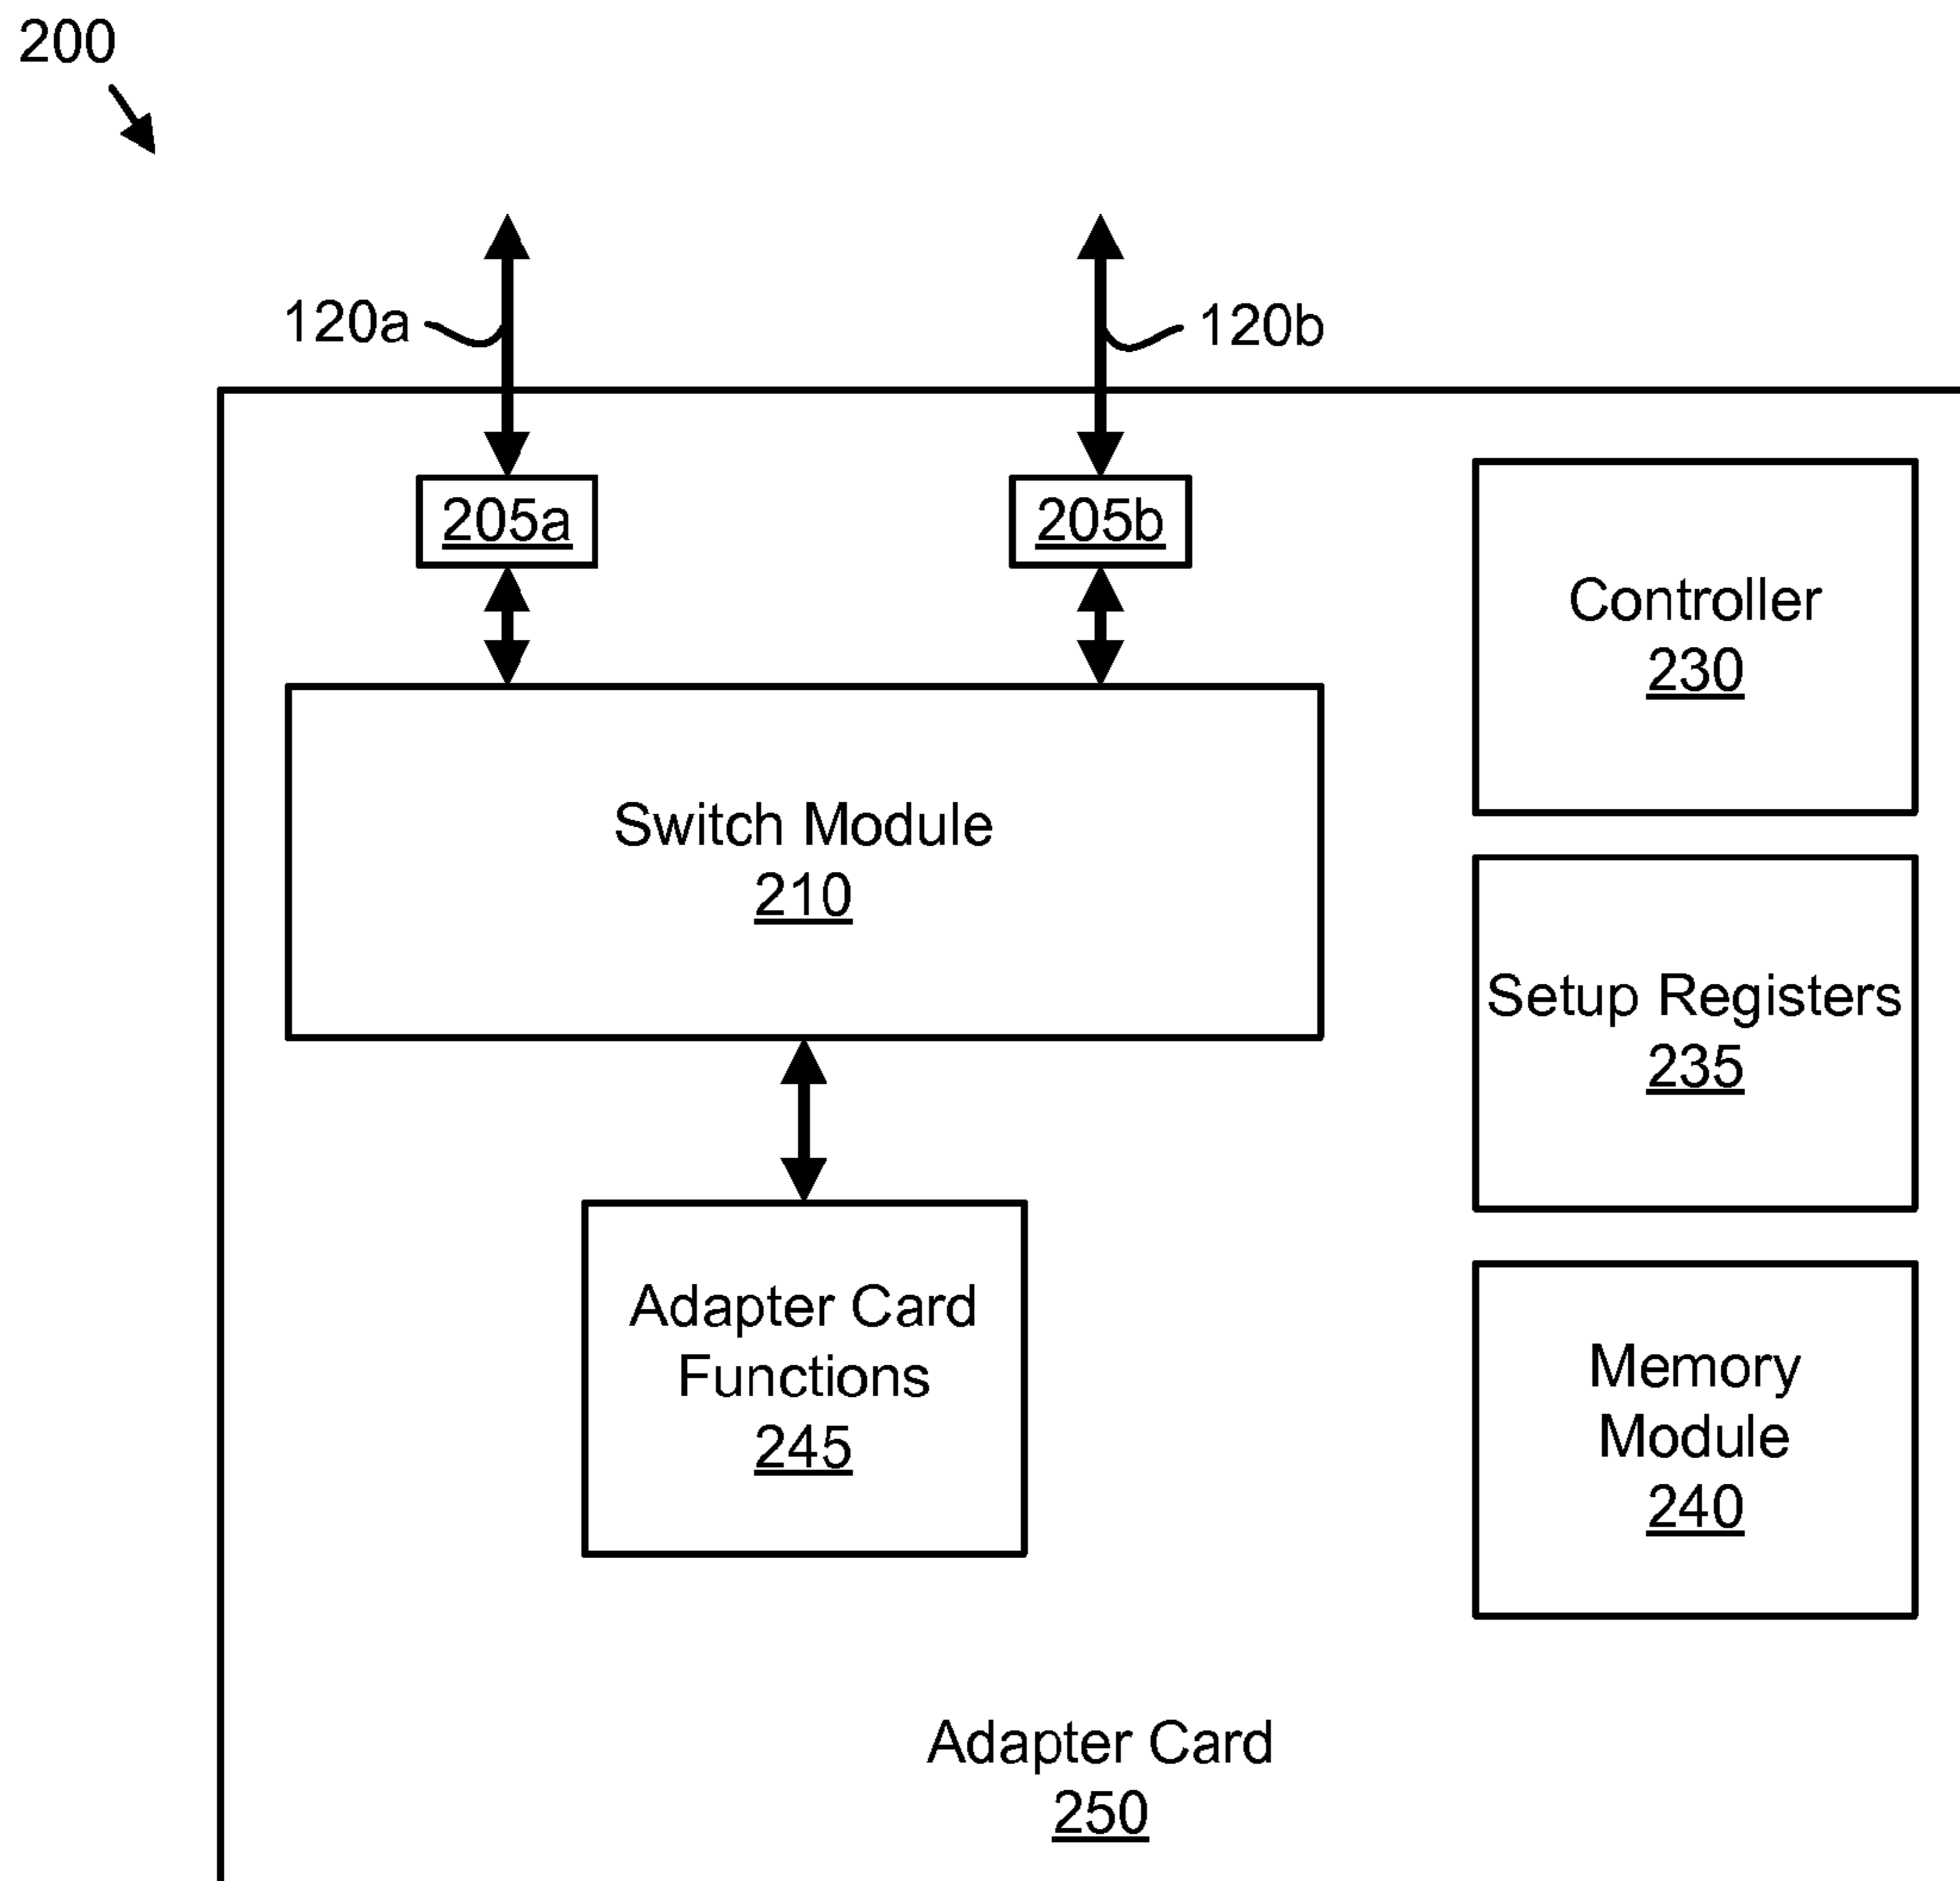 200
120a
120b
205a
205b
Controller
230
Switch Module
210
Setup Registers
235
Adapter Card
Functions
245
Memory
Module
240
Adapter Card
250